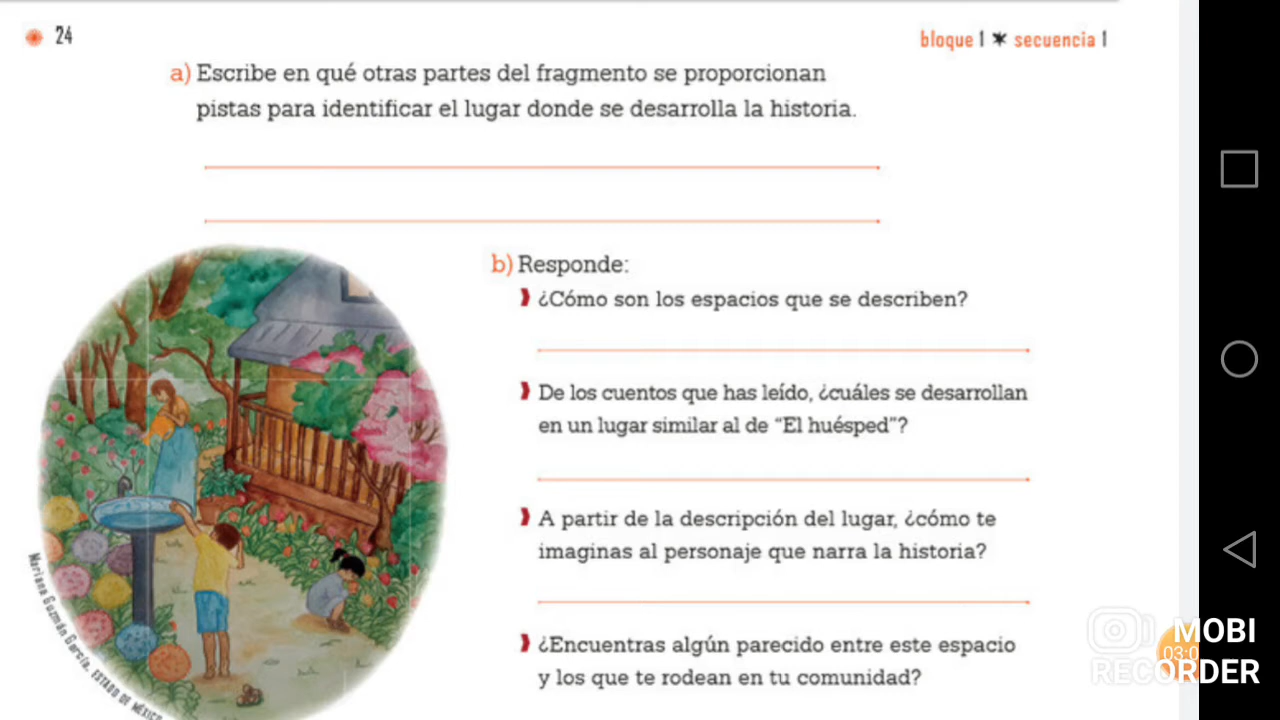 24
bloque 1 * secuencia 1
a) Escribe en qué otras partes del fragmento se proporcionan
pistas para identificar el lugar donde se desarrolla la historia.
b) Responde:
¿Cómo son los espacios que se describen?
De los cuentos que has leído, ¿cuáles se desarrollan
en un lugar similar al de “El huésped”?
A partir de la descripción del lugar, ¿cómo te
imaginas al personaje que narra la historia?
¿Encuentras algún parecido entre este espacio
y los que te rodean en tu comunidad?
Mariana Guzmán García, ESTADO DE MÉXICO
MOBI
RECORDER